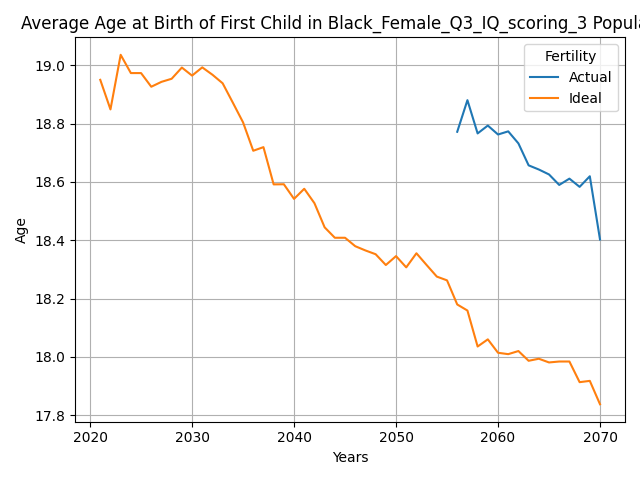 Average Age at Birth of First Child in Black_Female_Q3_IQ_scoring_3 Popula
Fertility
Actual
Ideal
Age
19.0
18.8
18.6
18.4
18.2
18.0
17.8
2020 2030 2040 2050 2060 2070
Years